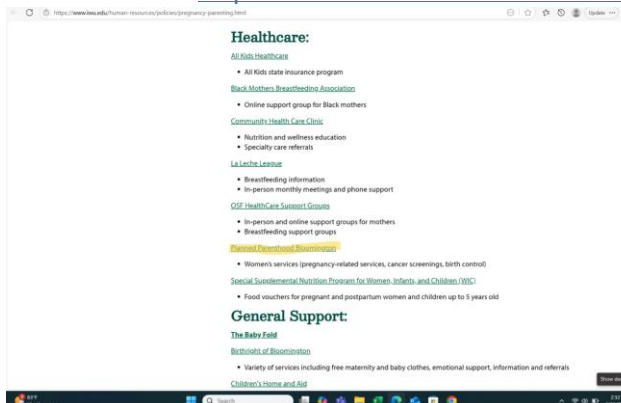 https://www.iwu.edu/human-resources/policies/pregnancy-parenting.html
Update
Healthcare:
All Kids Healthcare
• All Kids state insurance program
Black Mothers Breastfeeding Association
• Online support group for Black mothers
Community Health Care Clinic
• Nutrition and wellness education
• Specialty care referrals
La Leche League
• Breastfeeding information
• In-person monthly meetings and phone support
OSF HealthCare Support Groups
• In-person and online support groups for mothers
• Breastfeeding support groups
Planned Parenthood Bloomington
• Women's services (pregnancy-related services, cancer screenings, birth control)
Special Supplemental Nutrition Program for Women, Infants, and Children (WIC)
• Food vouchers for pregnant and postpartum women and children up to 5 years old
General Support:
The Baby Fold
Birthright of Bloomington
• Variety of services including free maternity and baby clothes, emotional support, information and referrals
Show de
Children's Home and Aid
Search